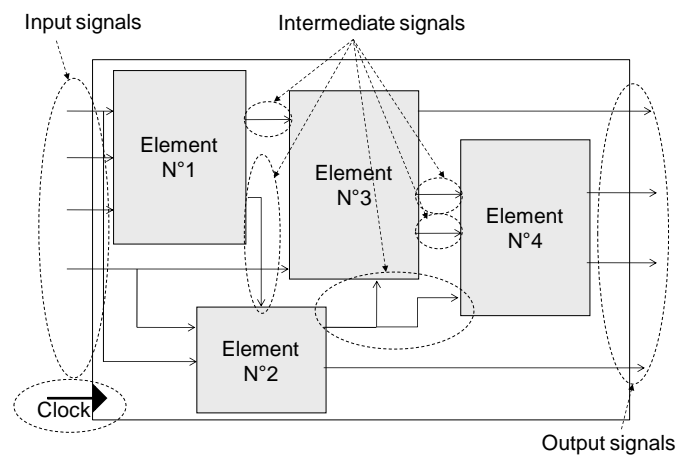 Input signals
Intermediate signals
Element
N°1
Element
N°3
Element
N°4
Element
N°2
Clock
Output signals